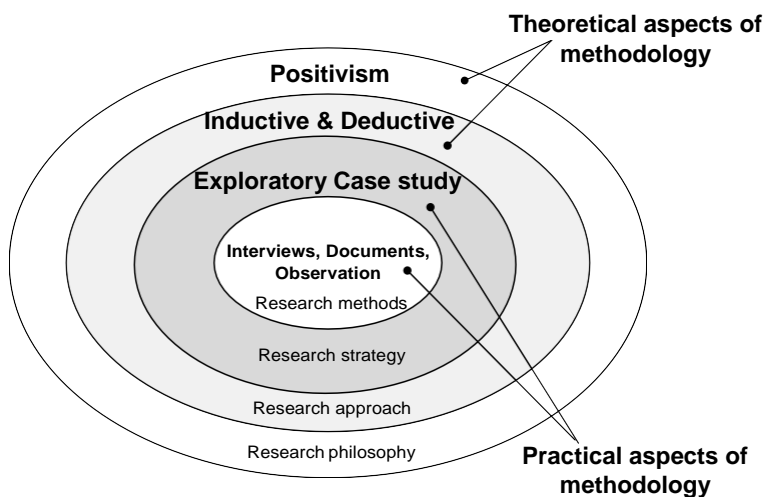 Theoretical aspects of
methodology
Positivism
Inductive & Deductive
Exploratory Case study
Interviews, Documents,
Observation
Research methods
Research strategy
Research approach
Research philosophy
Practical aspects of
methodology